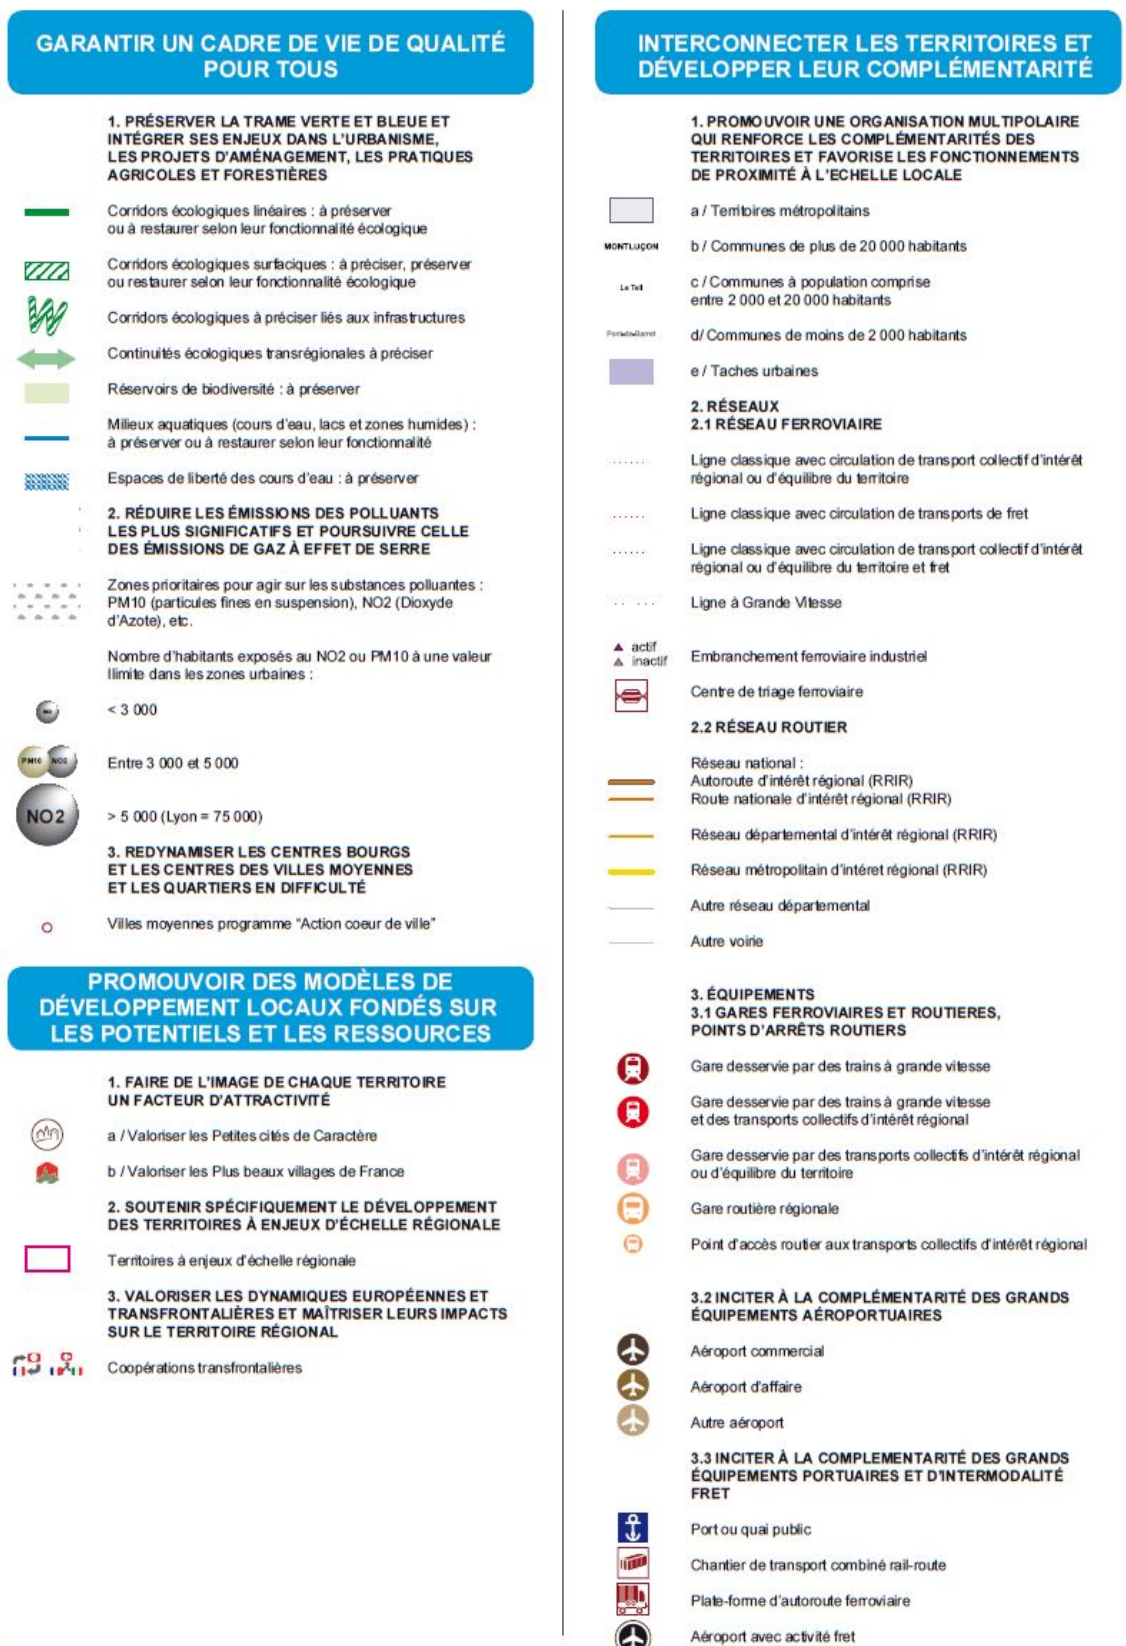 GARANTIR UN CADRE DE VIE DE QUALITÉ
POUR TOUS
1. PRÉSERVER LA TRAME VERTE ET BLEUE ET
INTÉGRER SES ENJEUX DANS L'URBANISME,
LES PROJETS D'AMÉNAGEMENT, LES PRATIQUES
AGRICOLES ET FORESTIÈRES
Corridors écologiques linéaires : à préserver
ou à restaurer selon leur fonctionnalité écologique
Corridors écologiques surfaciques : à préciser, préserver
ou restaurer selon leur fonctionnalité écologique
Corridors écologiques à préciser liés aux infrastructures
Continuités écologiques transrégionales à préciser
Réservoirs de biodiversité : à préserver
Milieux aquatiques (cours d'eau, lacs et zones humides) :
à préserver ou à restaurer selon leur fonctionnalité
Espaces de liberté des cours d'eau : à préserver
2. RÉDUIRE LES ÉMISSIONS DES POLLUANTS
LES PLUS SIGNIFICATIFS ET POURSUIVRE CELLE
DES ÉMISSIONS DE GAZ À EFFET DE SERRE
Zones prioritaires pour agir sur les substances polluantes :
PM10 (particules fines en suspension), NO2 (Dioxyde
d'Azote), etc.
Nombre d'habitants exposés au NO2 ou PM10 à une valeur
llimite dans les zones urbaines :
< 3 000
PM10 NO2
Entre 3 000 et 5 000
NO2
> 5 000 (Lyon = 75 000)
3. REDYNAMISER LES CENTRES BOURGS
ET LES CENTRES DES VILLES MOYENNES
ET LES QUARTIERS EN DIFFICULTÉ
Villes moyennes programme "Action coeur de ville"
PROMOUVOIR DES MODÈLES DE
DÉVELOPPEMENT LOCAUX FONDÉS SUR
LES POTENTIELS ET LES RESSOURCES
1. FAIRE DE L'IMAGE DE CHAQUE TERRITOIRE
UN FACTEUR D'ATTRACTIVITÉ
a / Valoriser les Petites cités de Caractère
b / Valoriser les Plus beaux villages de France
2. SOUTENIR SPÉCIFIQUEMENT LE DÉVELOPPEMENT
DES TERRITOIRES À ENJEUX D'ÉCHELLE RÉGIONALE
Territoires à enjeux d'échelle régionale
3. VALORISER LES DYNAMIQUES EUROPÉENNES ET
TRANSFRONTALIÈRES ET MAÎTRISER LEURS IMPACTS
SUR LE TERRITOIRE RÉGIONAL
Coopérations transfrontalières
INTERCONNECTER LES TERRITOIRES ET
DÉVELOPPER LEUR COMPLÉMENTARITÉ
1. PROMOUVOIR UNE ORGANISATION MULTIPOLAIRE
QUI RENFORCE LES COMPLÉMENTARITÉS DES
TERRITOIRES ET FAVORISE LES FONCTIONNEMENTS
DE PROXIMITÉ À L'ECHELLE LOCALE
a / Territoires métropolitains
MONTLUÇON b / Communes de plus de 20 000 habitants
Le Teil c / Communes à population comprise
entre 2 000 et 20 000 habitants
d/ Communes de moins de 2 000 habitants
e / Taches urbaines
2. RÉSEAUX
2.1 RÉSEAU FERROVIAIRE
Ligne classique avec circulation de transport collectif d'intérêt
régional ou d'équilibre du territoire
Ligne classique avec circulation de transports de fret
Ligne classique avec circulation de transport collectif d'intérêt
régional ou d'équilibre du territoire et fret
Ligne à Grande Vitesse
actif
inactif
Embranchement ferroviaire industriel
Centre de triage ferroviaire
2.2 RÉSEAU ROUTIER
Réseau national :
Autoroute d'intérêt régional (RRIR)
Route nationale d'intérêt régional (RRIR)
Réseau départemental d'intérêt régional (RRIR)
Réseau métropolitain d'intéret régional (RRIR)
Autre réseau départemental
Autre voirie
3. ÉQUIPEMENTS
3.1 GARES FERROVIAIRES ET ROUTIERES,
POINTS D'ARRÊTS ROUTIERS
Gare desservie par des trains à grande vitesse
Gare desservie par des trains à grande vitesse
et des transports collectifs d'intérêt régional
Gare desservie par des transports collectifs d'intérêt régional
ou d'équilibre du territoire
Gare routière régionale
Point d'accès routier aux transports collectifs d'intérêt régional
3.2 INCITER À LA COMPLÉMENTARITÉ DES GRANDS
ÉQUIPEMENTS AÉROPORTUAIRES
Aéroport commercial
Aéroport d'affaire
Autre aéroport
3.3 INCITER À LA COMPLEMENTARITÉ DES GRANDS
ÉQUIPEMENTS PORTUAIRES ET D'INTERMODALITÉ
FRET
Port ou quai public
Chantier de transport combiné rail-route
Plate-forme d'autoroute ferroviaire
Aéroport avec activité fret